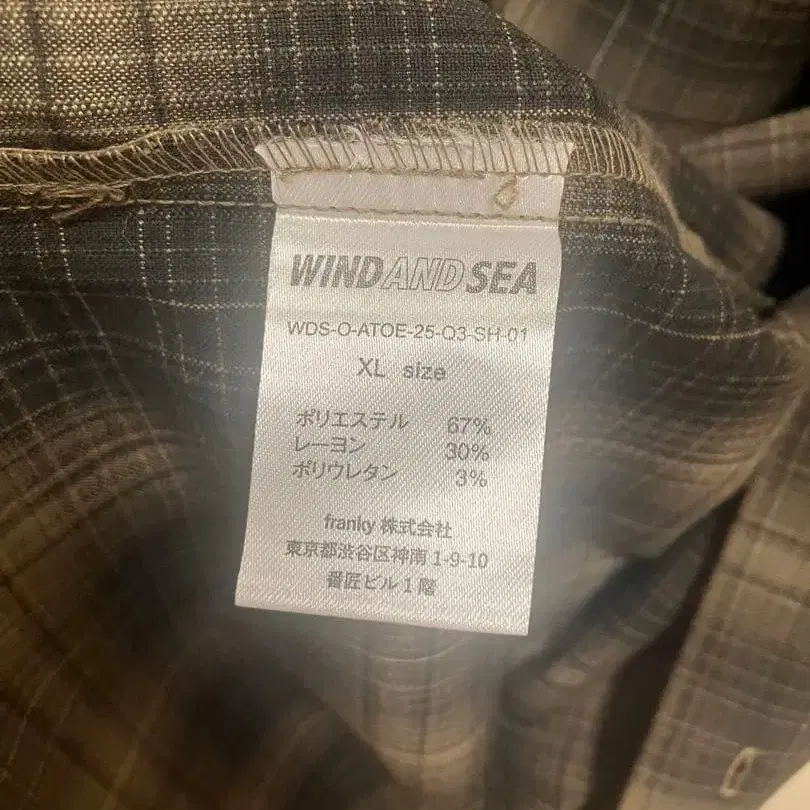 WIND AND SEA
WDS-O-ATOE-25-Q3-SH-01
XL size
ポリエステル 67%
レーヨン 30%
ポリウレタン 3%
franky 株式会社
東京都渋谷区神南 1-9-10
番匠ビル 1 階